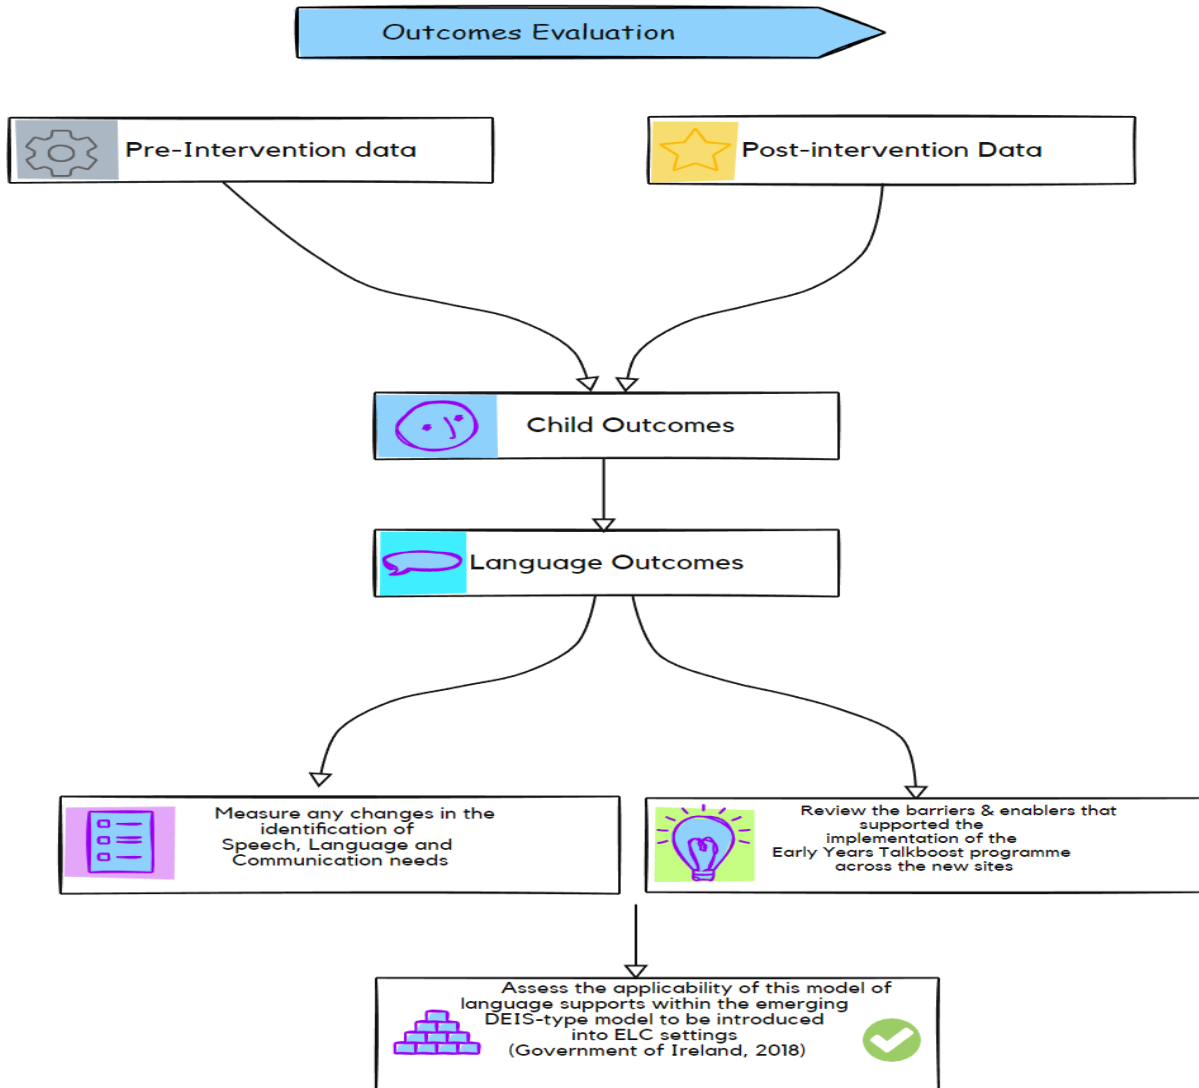 Outcomes Evaluation
Pre-Intervention data
Post-intervention Data
Child Outcomes
Language Outcomes
Measure any changes in the
identification of
Speech, Language and
Communication needs
Review the barriers & enablers that
supported the
implementation of the
Early Years Talkboost programme
across the new sites
Assess the applicability of this model of
language supports within the emerging
DEIS-type model to be introduced
into ELC settings
(Government of Ireland, 2018)